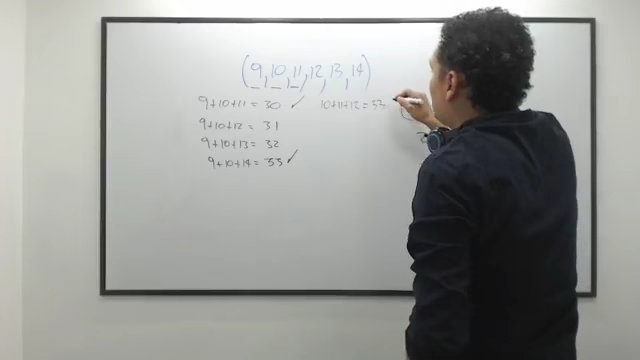 (9, 10, 11, 12, 13, 14)
9+10+11 = 30 ✓
10+11+12 = 33
9+10+12 = 31
9+10+13 = 32
9+10+14 = 33 ✓